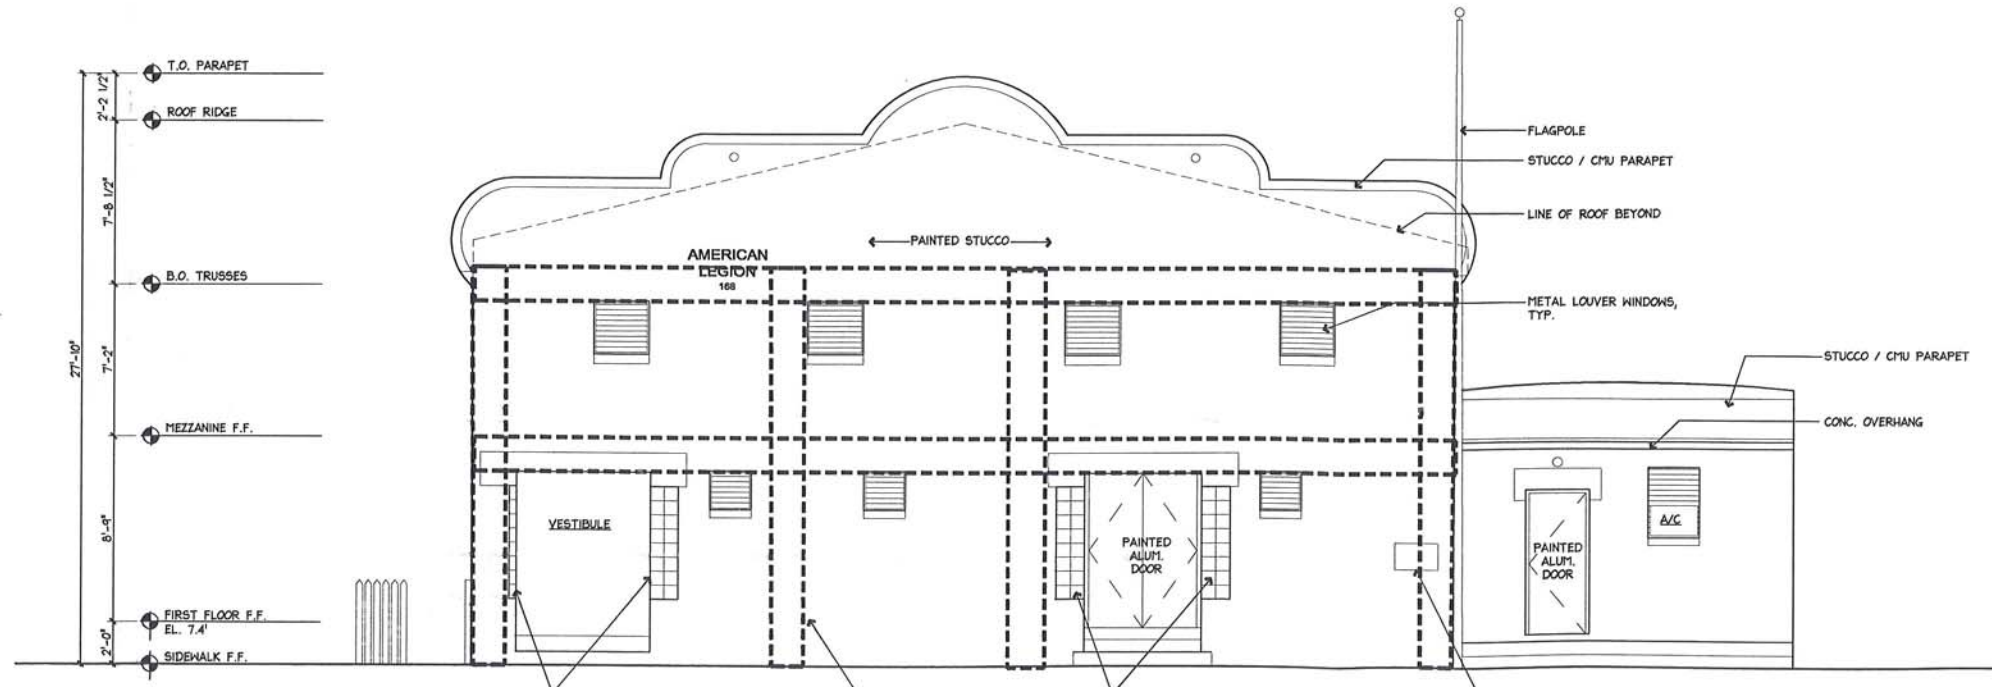 T.O. PARAPET
2'-2 1/2"
ROOF RIDGE
FLAGPOLE
STUCCO / CMU PARAPET
7'-8 1/2"
LINE OF ROOF BEYOND
PAINTED STUCCO
AMERICAN
LEGION
168
B.O. TRUSSES
METAL LOUVER WINDOWS,
TYP.
27'-10"
7'-2"
STUCCO / CMU PARAPET
MEZZANINE F.F.
CONC. OVERHANG
8'-9"
VESTIBULE
A/C
PAINTED
ALUM.
DOOR
PAINTED
ALUM.
DOOR
FIRST FLOOR F.F.
EL. 7.4'
2'-0"
SIDEWALK F.F.